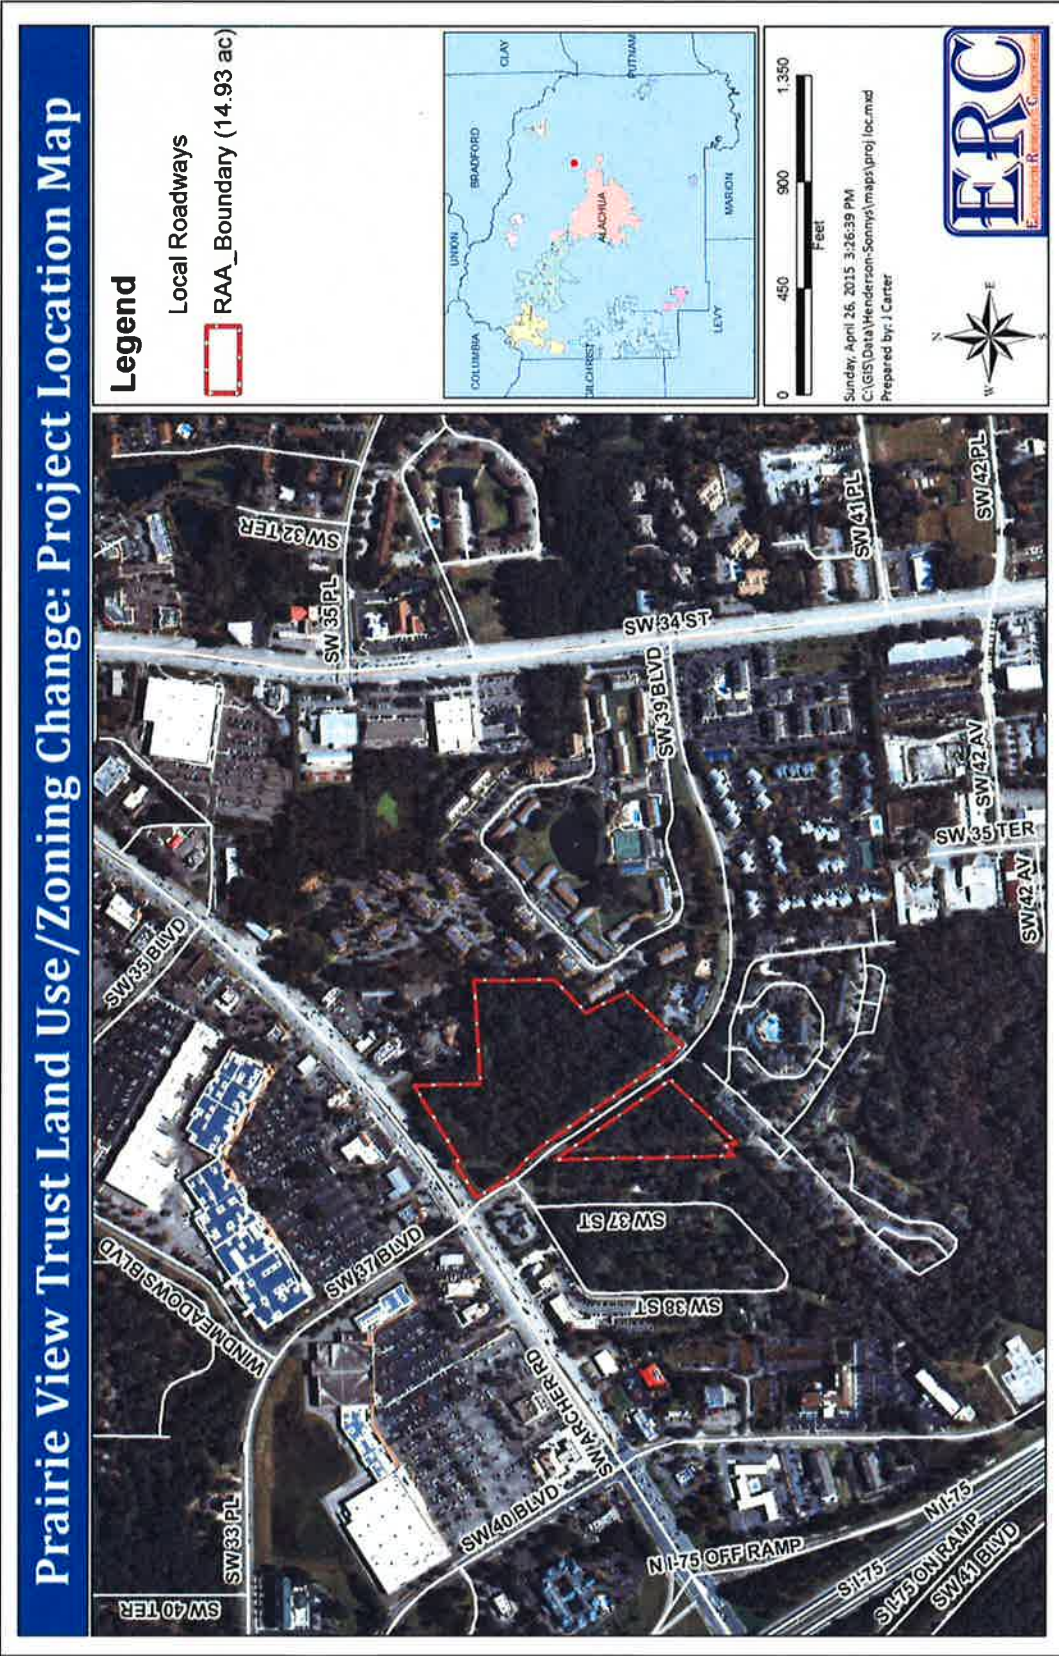 Prairie View Trust Land Use/Zoning Change: Project Location Map
Legend
Local Roadways
RAA_Boundary (14.93 ac)
COLUMBIA
UNION
BRADFORD
CLAY
PUTNAM
ALACHUA
GILCHRIST
LEVY
MARION
0 450 900 1,350
Feet
Sunday, April 26, 2015 3:26:39 PM
C:\GIS\Data\Henderson-Sonnys\maps\proj loc.mxd
Prepared by: J Carter
N
W
E
S
ERC
SW 40 TER
SW 33 PL
WINDMEADOWS BLVD
SW 35 BLVD
SW 37 BLVD
SW 40 BLVD
SW ARCHER RD
SW 38 ST
SW 37 ST
N I-75 OFF RAMP
S I-75
N I-75
S I-75 ON RAMP
SW 41 BLVD
SW 35 PL
SW 32 TER
SW 34 ST
SW 39 BLVD
SW 41 PL
SW 42 PL
SW 42 AV
SW 35 TER
SW 42 AV